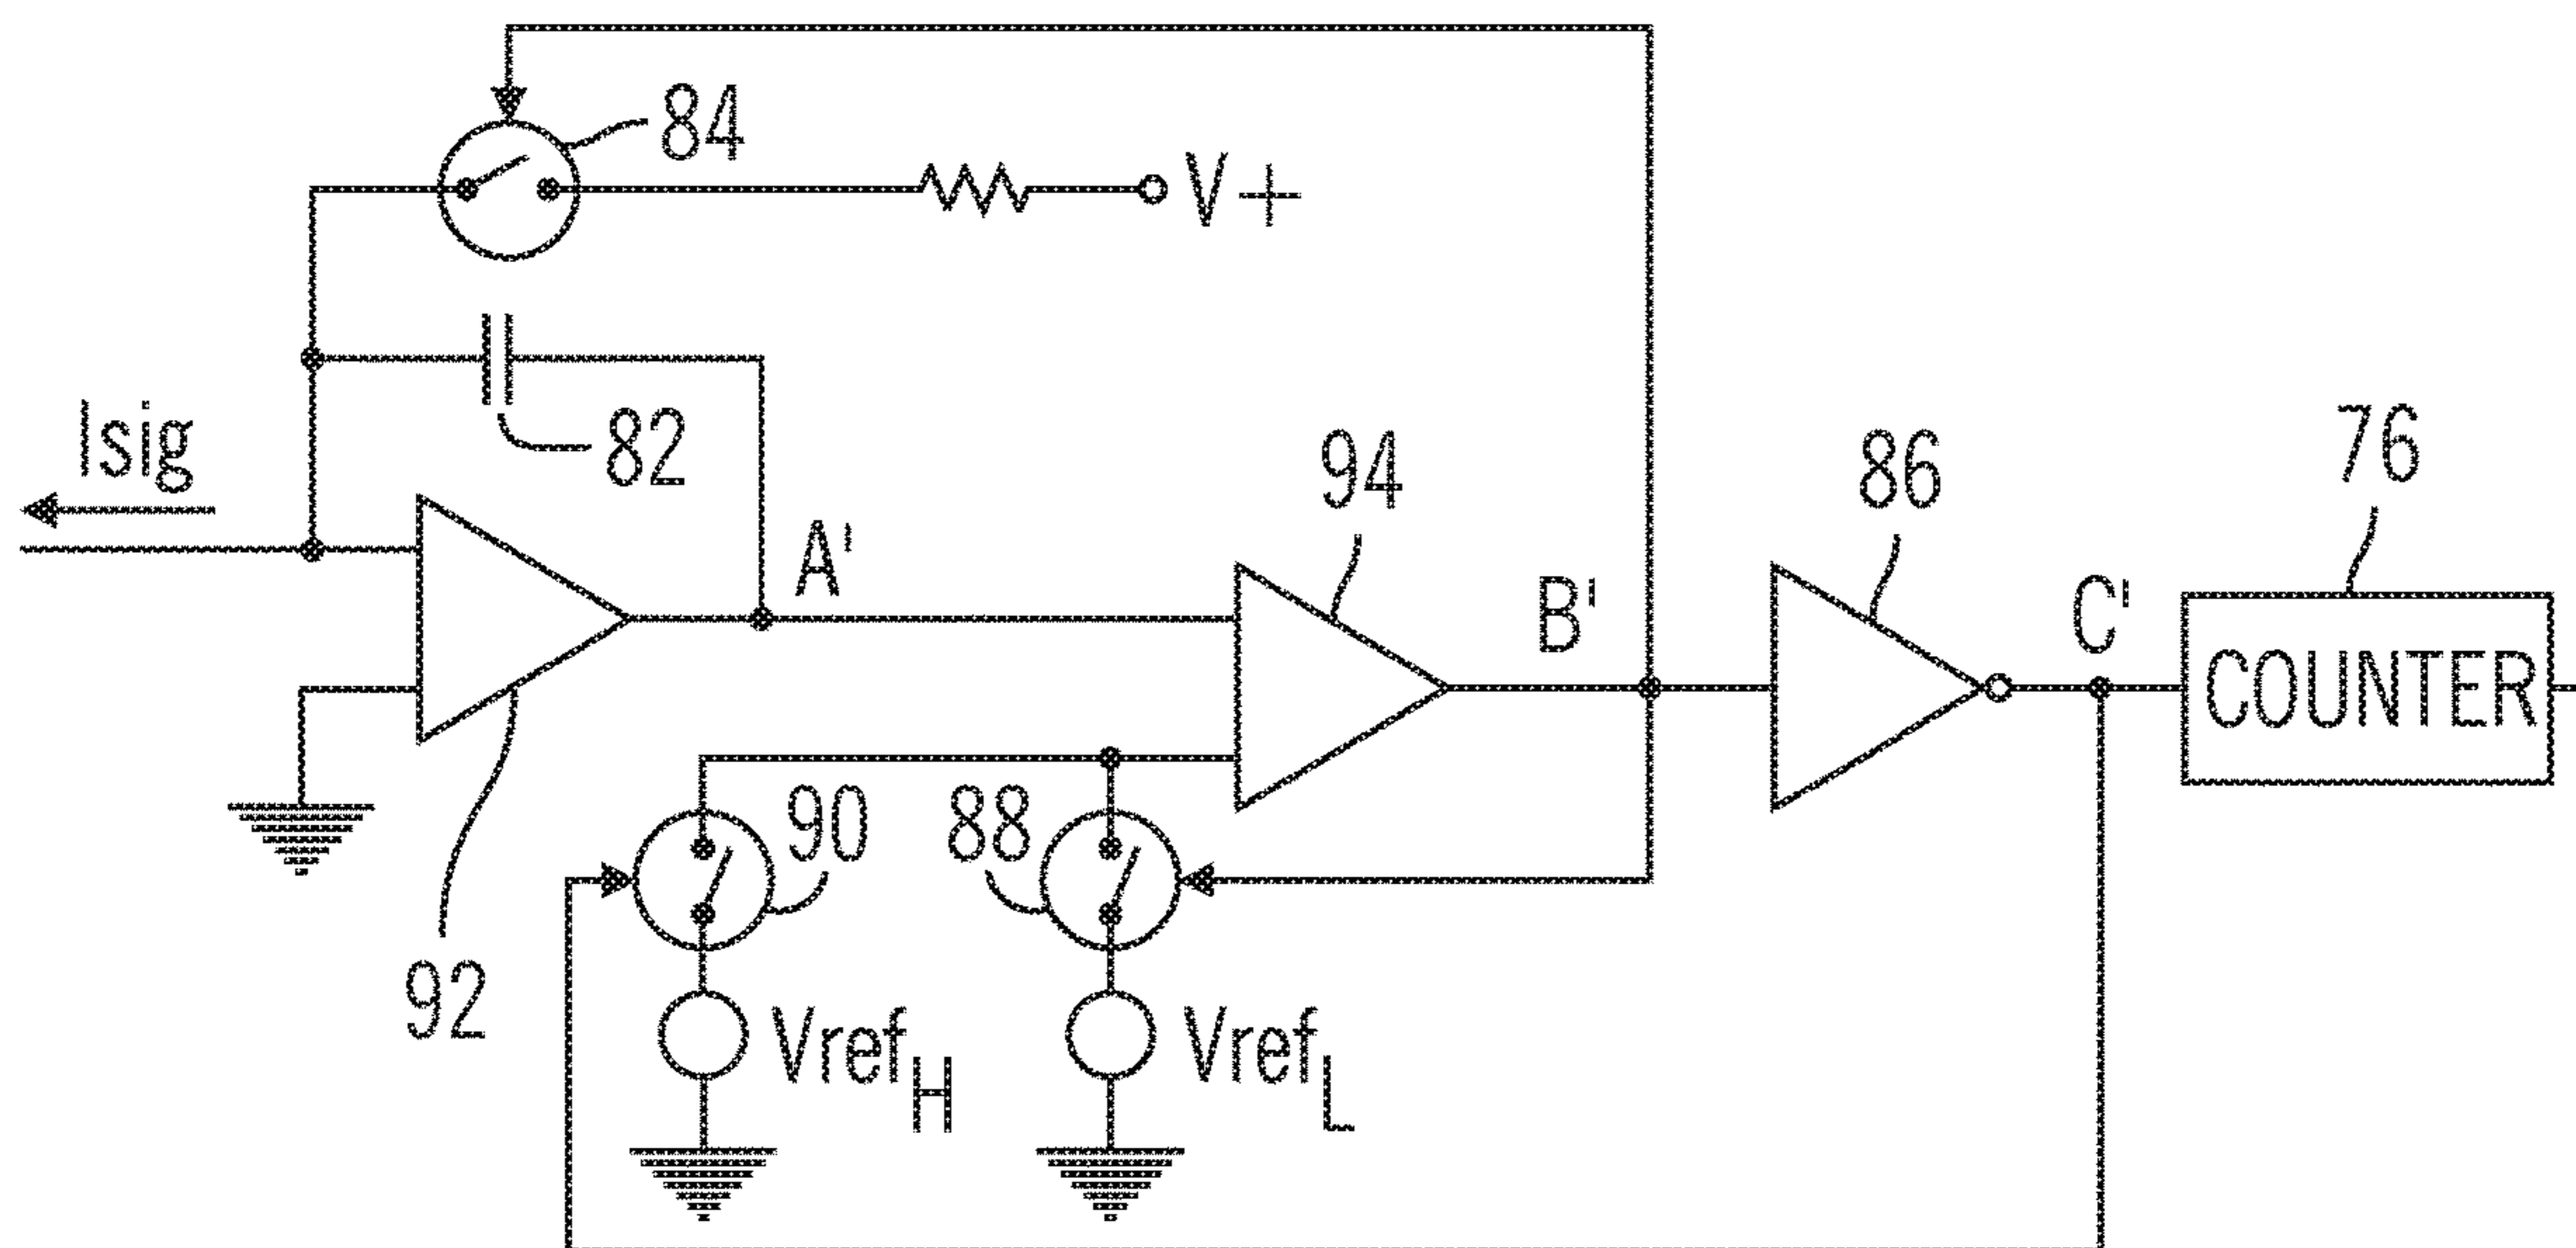 84
V+
Isig
82
A'
94
B'
86
C'
76
COUNTER
90
88
92
VrefH
VrefL